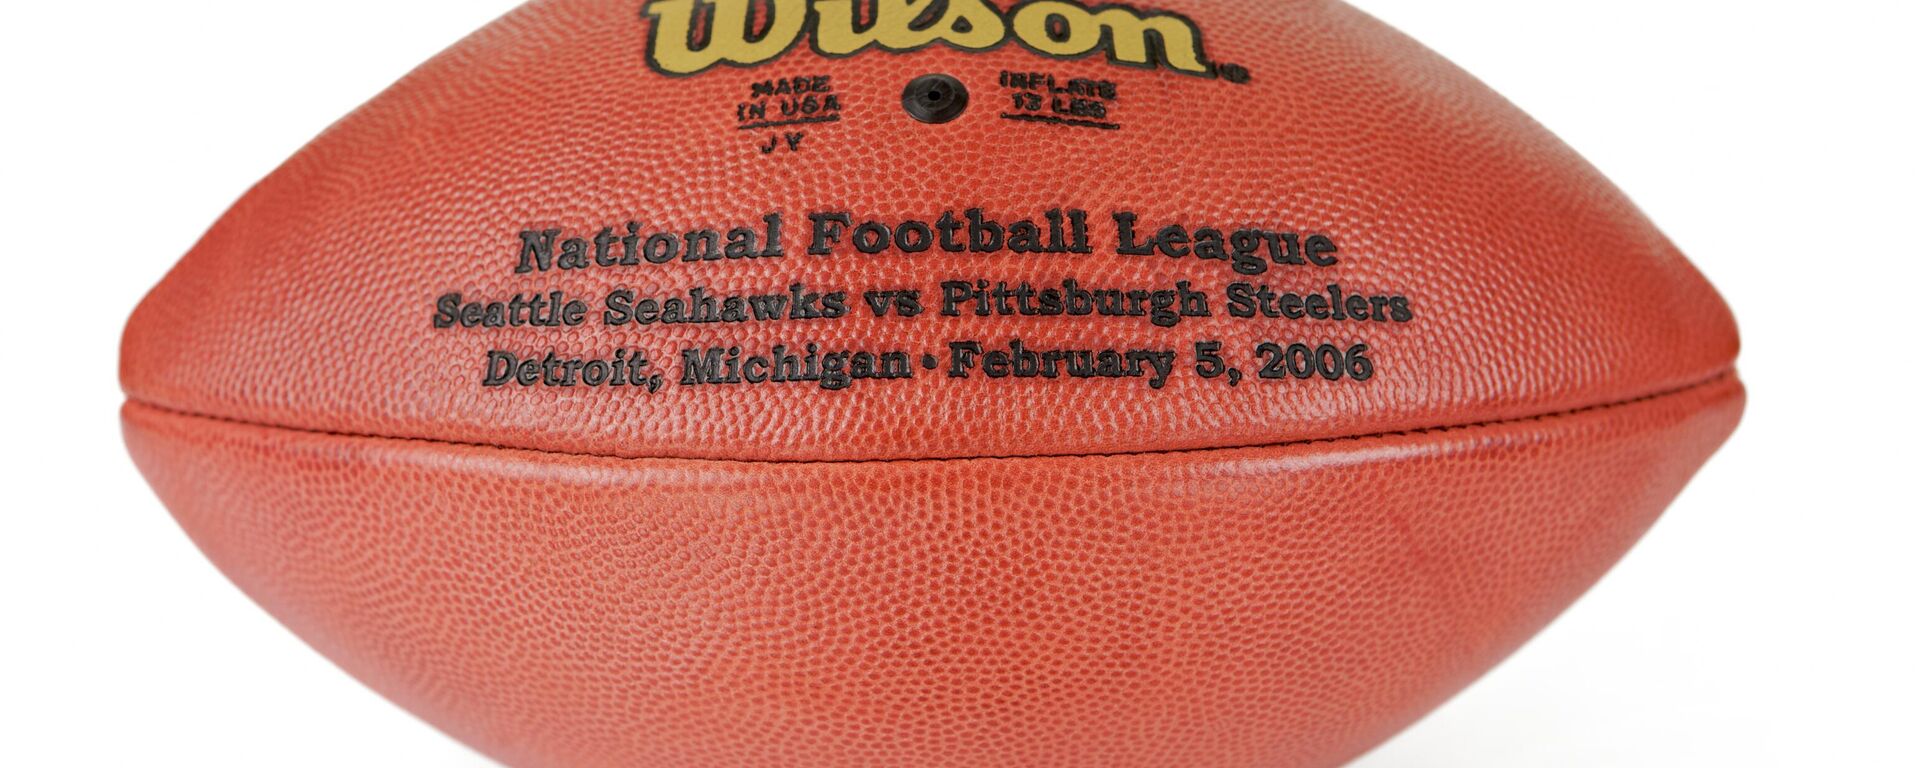 Wilson
MADE
IN USA
JY
INFLATE
13 LBS
National Football League
Seattle Seahawks vs Pittsburgh Steelers
Detroit, Michigan • February 5, 2006